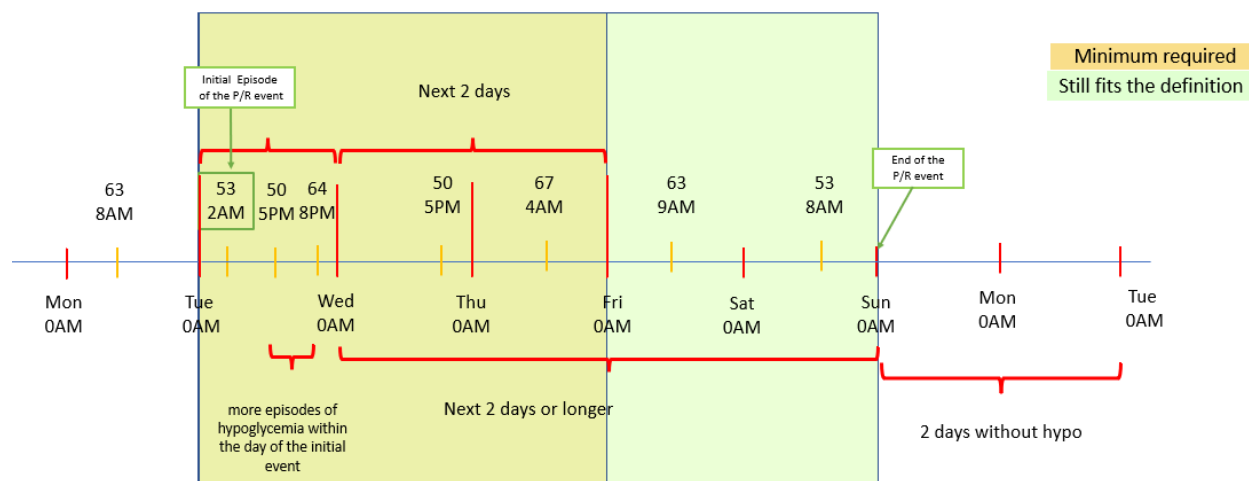 Minimum required
Still fits the definition
Initial Episode
of the P/R event
Next 2 days
End of the
P/R event
63
8AM
53
2AM
50
5PM
64
8PM
50
5PM
67
4AM
63
9AM
53
8AM
Mon
0AM
Tue
0AM
Wed
0AM
Thu
0AM
Fri
0AM
Sat
0AM
Sun
0AM
Mon
0AM
Tue
0AM
more episodes of
hypoglycemia within
the day of the initial
event
Next 2 days or longer
2 days without hypo